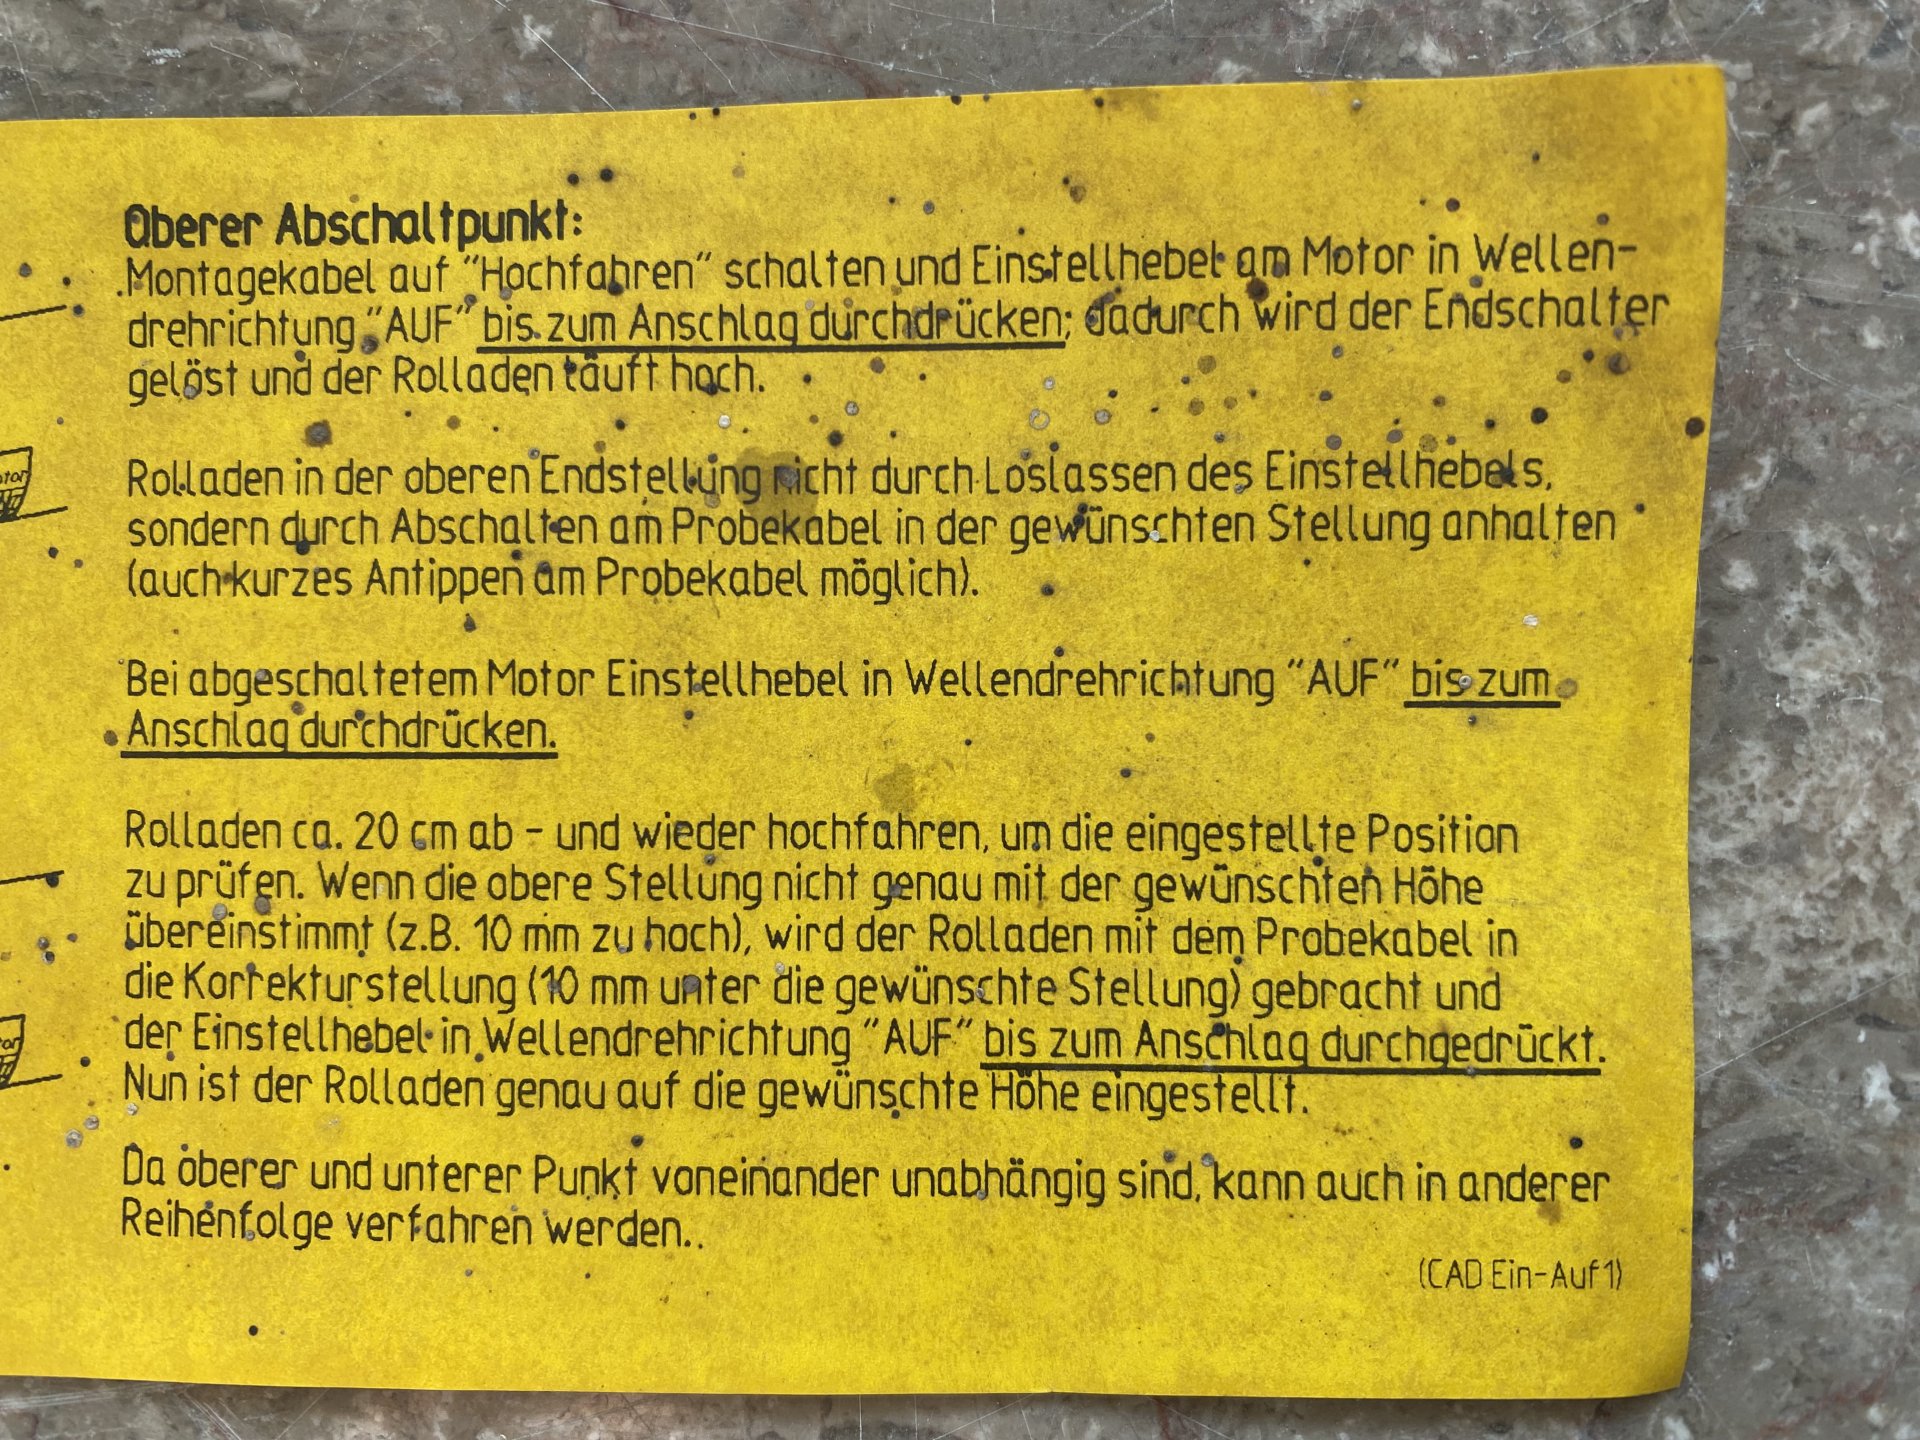 Oberer Abschaltpunkt:
Montagekabel auf "Hochfahren" schalten und Einstellhebel am Motor in Wellen-
drehrichtung "AUF" bis zum Anschlag durchdrücken; dadurch wird der Endschalter
gelöst und der Rolladen läuft hoch.
Rolladen in der oberen Endstellung nicht durch Loslassen des Einstellhebels,
sondern durch Abschalten am Probekabel in der gewünschten Stellung anhalten
(auch kurzes Antippen am Probekabel möglich).
Bei abgeschaltetem Motor Einstellhebel in Wellendrehrichtung "AUF" bis zum
Anschlag durchdrücken.
Rolladen ca. 20 cm ab - und wieder hochfahren, um die eingestellte Position
zu prüfen. Wenn die obere Stellung nicht genau mit der gewünschten Höhe
übereinstimmt (z.B. 10 mm zu hoch), wird der Rolladen mit dem Probekabel in
die Korrekturstellung (10 mm unter die gewünschte Stellung) gebracht und
der Einstellhebel in Wellendrehrichtung "AUF" bis zum Anschlag durchgedrückt.
Nun ist der Rolladen genau auf die gewünschte Höhe eingestellt.
Da oberer und unterer Punkt voneinander unabhängig sind, kann auch in anderer
Reihenfolge verfahren werden.
(CAD Ein-Auf1)